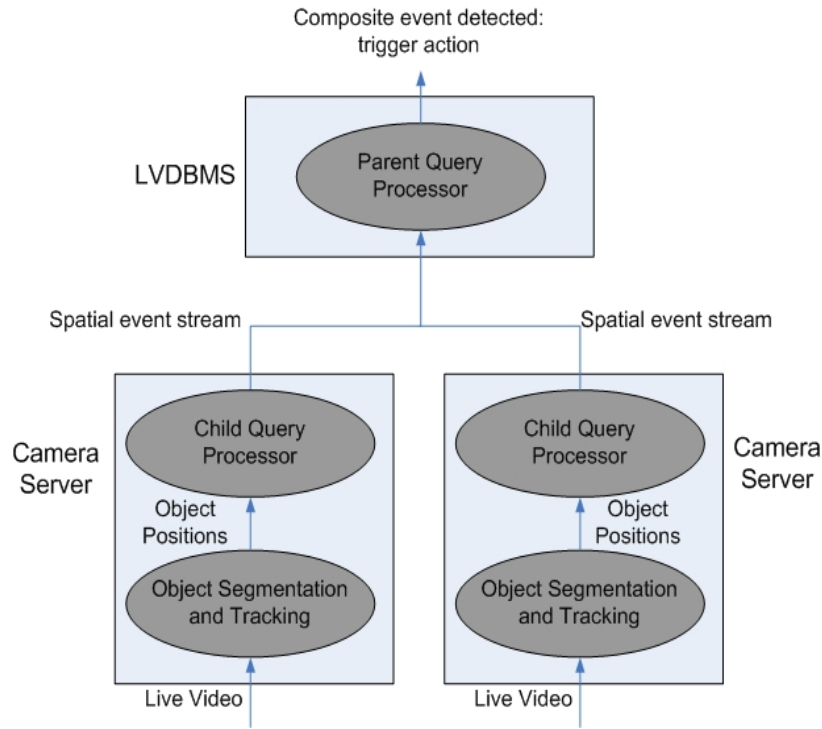 Composite event detected:
trigger action
LVDBMS
Parent Query
Processor
Spatial event stream
Spatial event stream
Camera
Server
Child Query
Processor
Object
Positions
Object Segmentation
and Tracking
Live Video
Child Query
Processor
Camera
Server
Object
Positions
Object Segmentation
and Tracking
Live Video